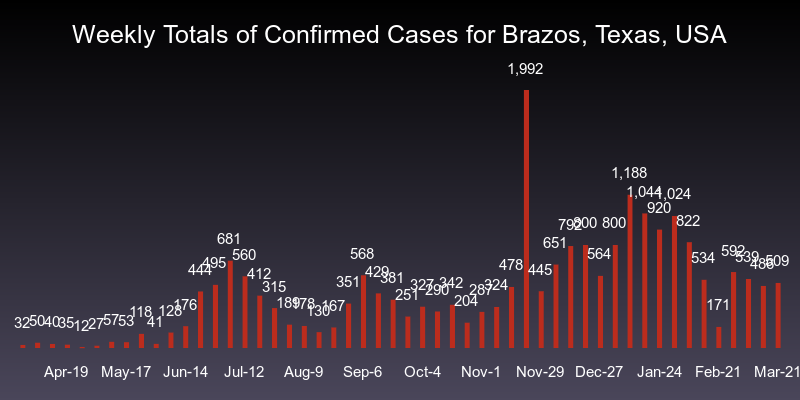 Weekly Totals of Confirmed Cases for Brazos, Texas, USA
32 50 40 35 12 27 57 53 118 41 128 176 444 495 681 560 412 315 189 178 130 167 351 568 429 381 251 327 290 342 204 287 324 478 1,992 445 651 792 800 564 800 1,188 1,044 920 1,024 822 534 171 592 539 486 509
Apr-19 May-17 Jun-14 Jul-12 Aug-9 Sep-6 Oct-4 Nov-1 Nov-29 Dec-27 Jan-24 Feb-21 Mar-21